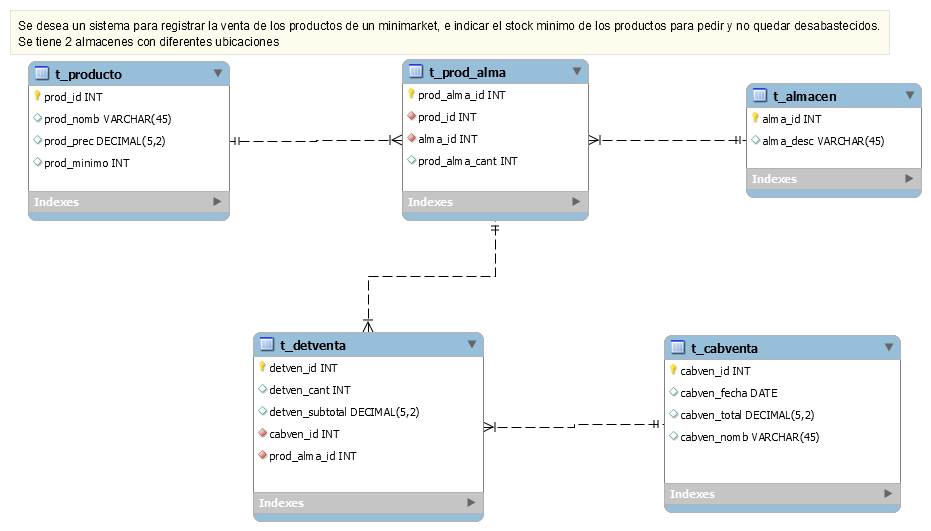 Se desea un sistema para registrar la venta de los productos de un minimarket, e indicar el stock minimo de los productos para pedir y no quedar desabastecidos.
Se tiene 2 almacenes con diferentes ubicaciones
t_producto
prod_id INT
prod_nomb VARCHAR(45)
prod_prec DECIMAL(5,2)
prod_minimo INT
Indexes
t_prod_alma
prod_alma_id INT
prod_id INT
alma_id INT
prod_alma_cant INT
Indexes
t_almacen
alma_id INT
alma_desc VARCHAR(45)
Indexes
t_detventa
detven_id INT
detven_cant INT
detven_subtotal DECIMAL(5,2)
cabven_id INT
prod_alma_id INT
Indexes
t_cabventa
cabven_id INT
cabven_fecha DATE
cabven_total DECIMAL(5,2)
cabven_nomb VARCHAR(45)
Indexes